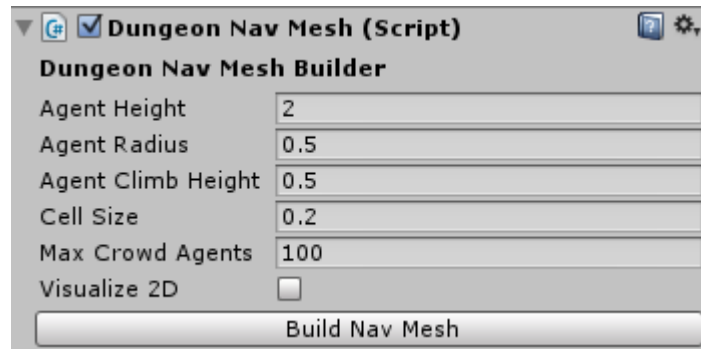 Dungeon Nav Mesh (Script)
Dungeon Nav Mesh Builder
Agent Height 2
Agent Radius 0.5
Agent Climb Height 0.5
Cell Size 0.2
Max Crowd Agents 100
Visualize 2D
Build Nav Mesh